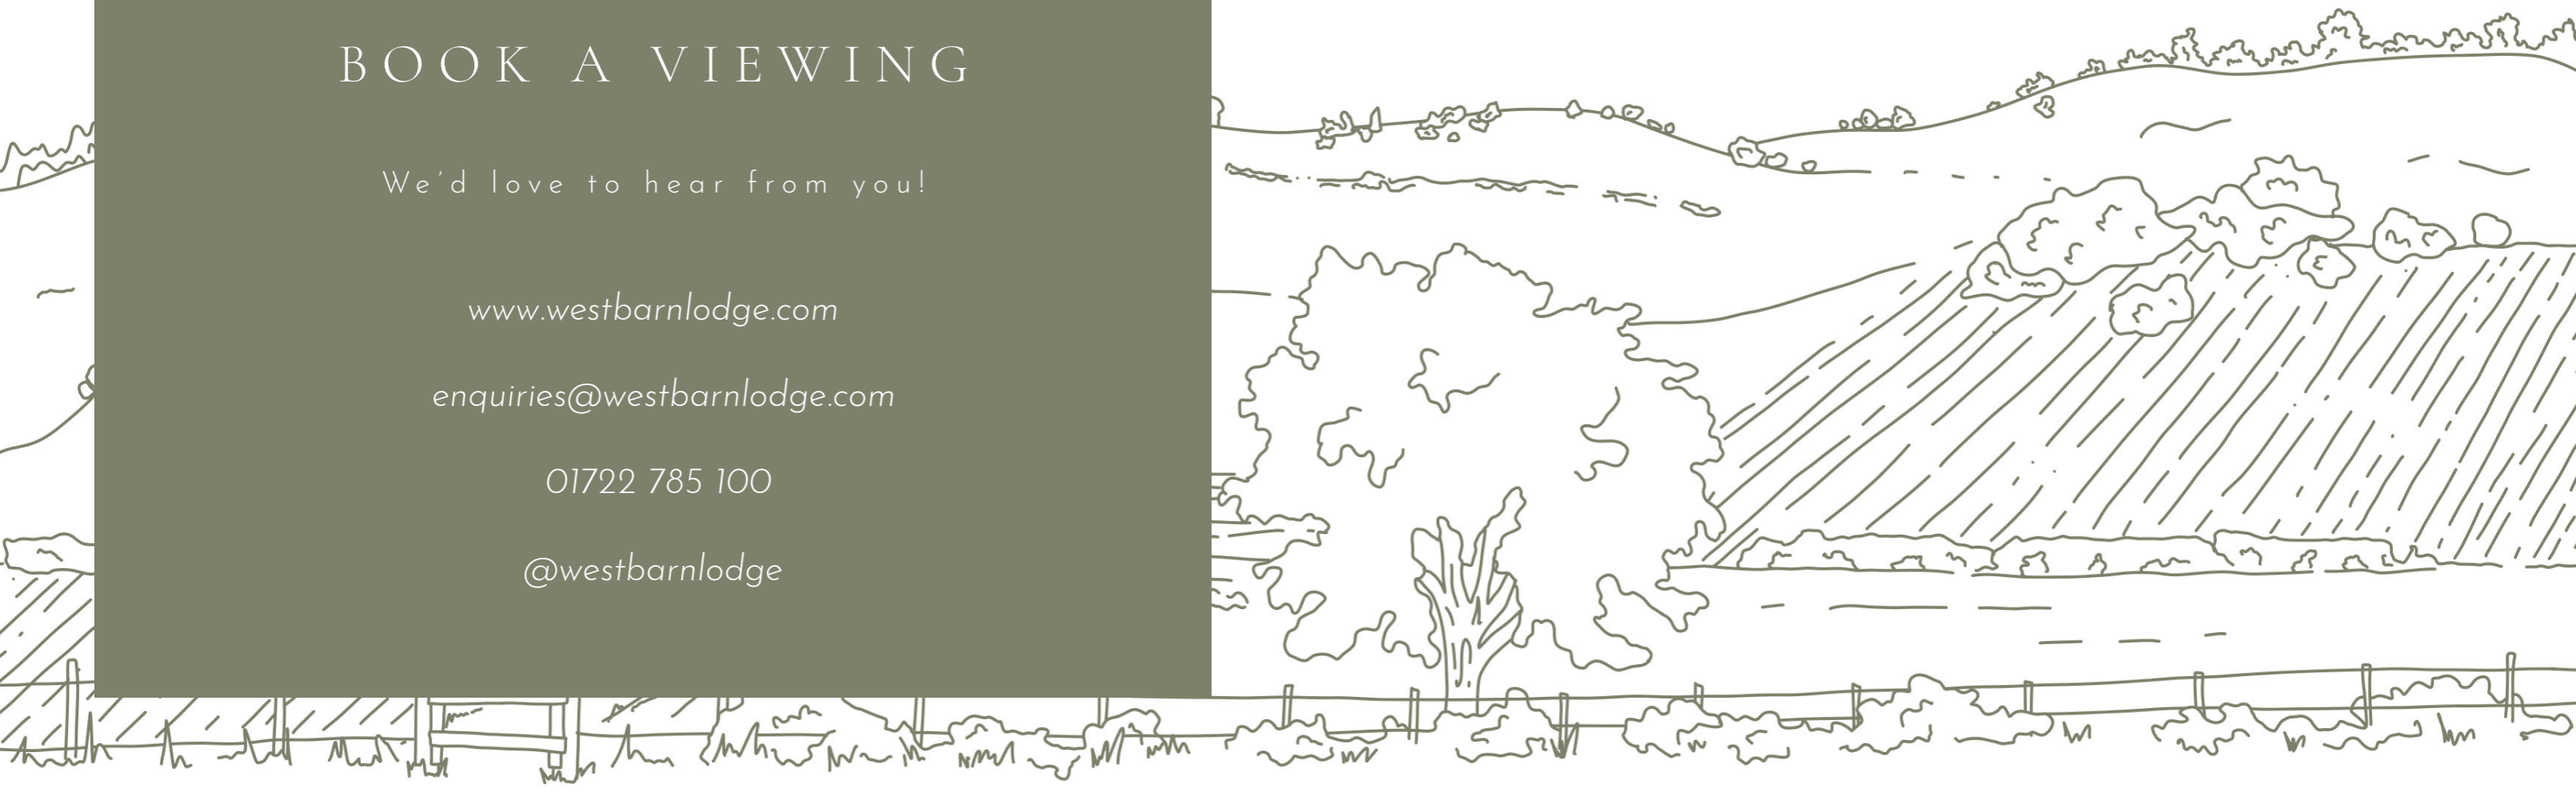 BOOK A VIEWING
We'd love to hear from you!
www.westbarnlodge.com
enquiries@westbarnlodge.com
01722 785 100
@westbarnlodge